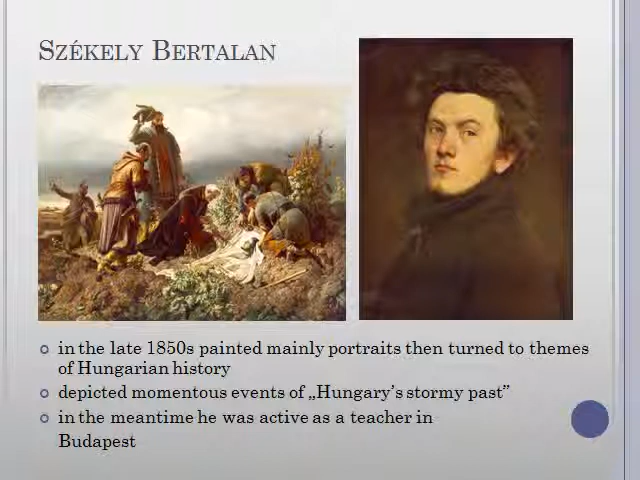 SZÉKELY BERTALAN
in the late 1850s painted mainly portraits then turned to themes
of Hungarian history
depicted momentous events of „Hungary's stormy past”
in the meantime he was active as a teacher in
Budapest